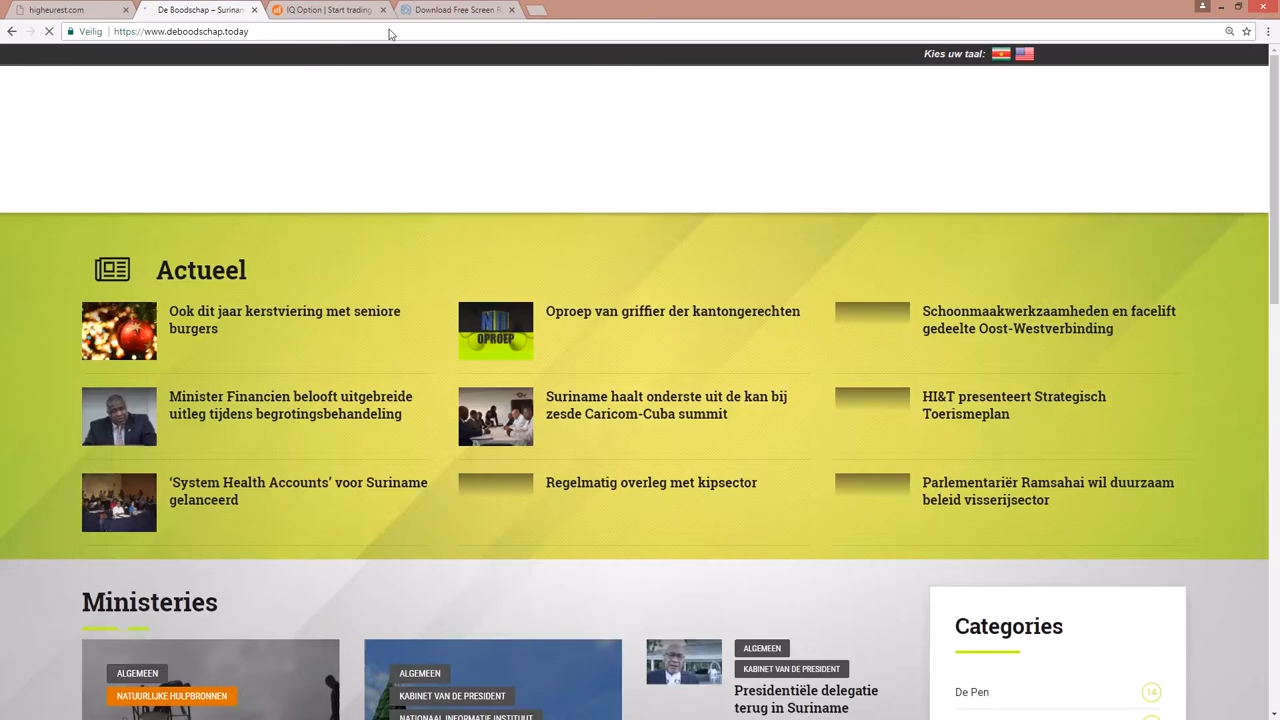 higheurest.com
De Boodschap – Surinam
IQ Option | Start trading
Download Free Screen R
Veilig
https://www.deboodschap.today
Kies uw taal:
Actueel
Ook dit jaar kerstviering met seniore
burgers
Oproep van griffier der kantongerechten
Schoonmaakwerkzaamheden en facelift
gedeelte Oost-Westverbinding
OPROEP
Minister Financien belooft uitgebreide
uitleg tijdens begrotingsbehandeling
Suriname haalt onderste uit de kan bij
zesde Caricom-Cuba summit
HI&T presenteert Strategisch
Toerismeplan
‘System Health Accounts’ voor Suriname
gelanceerd
Regelmatig overleg met kipsector
Parlementariër Ramsahai wil duurzaam
beleid visserijsector
Ministeries
Categories
ALGEMEEN
NATUURLIJKE HULPBRONNEN
ALGEMEEN
KABINET VAN DE PRESIDENT
NATIONAAL INFORMATIE INSTITUUT
ALGEMEEN
KABINET VAN DE PRESIDENT
Presidentiële delegatie
terug in Suriname
De Pen
14